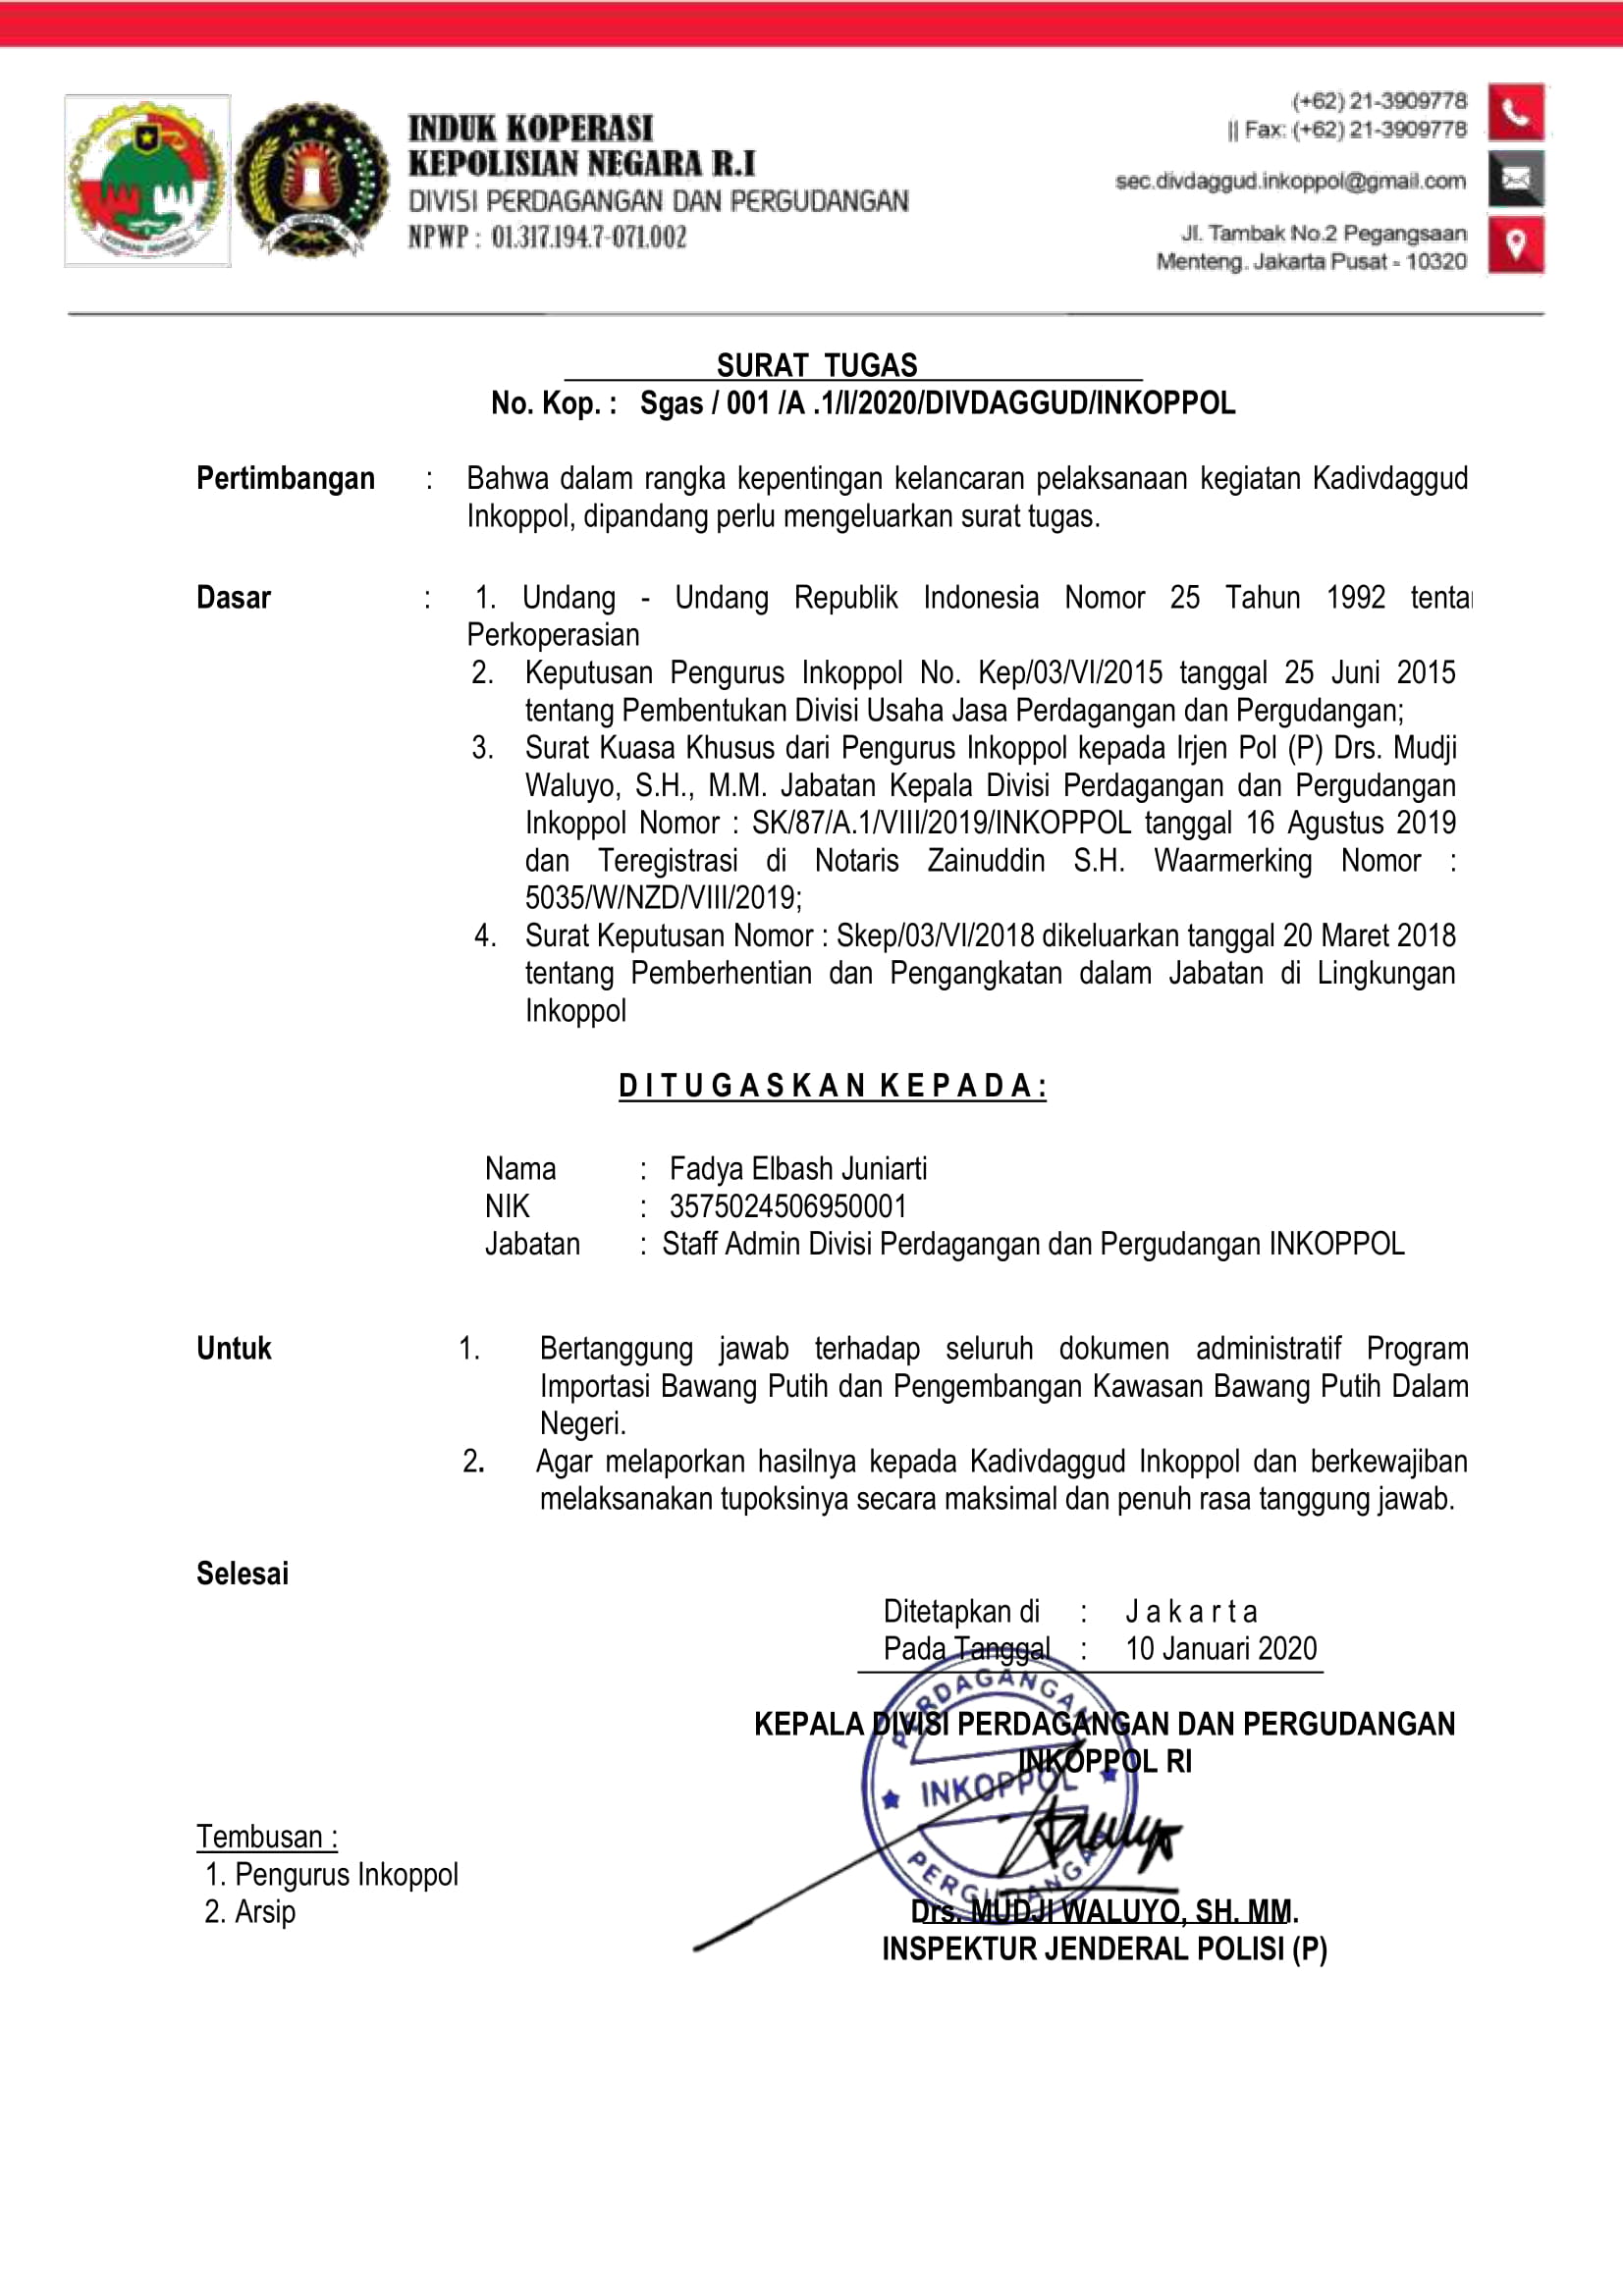 INDUK KOPERASI
KEPOLISIAN NEGARA R.I
DIVISI PERDAGANGAN DAN PERGUDANGAN
NPWP : 01.317.194.7-071.002
(+62) 21-3909778
|| Fax: (+62) 21-3909778
sec.divdaggud.inkoppol@gmail.com
Jl. Tambak No.2 Pegangsaan
Menteng. Jakarta Pusat - 10320
SURAT TUGAS
No. Kop. : Sgas / 001 /A .1/I/2020/DIVDAGGUD/INKOPPOL
Pertimbangan : Bahwa dalam rangka kepentingan kelancaran pelaksanaan kegiatan Kadivdaggud
Inkoppol, dipandang perlu mengeluarkan surat tugas.
Dasar : 1. Undang - Undang Republik Indonesia Nomor 25 Tahun 1992 tenta
Perkoperasian
2. Keputusan Pengurus Inkoppol No. Kep/03/VI/2015 tanggal 25 Juni 2015
tentang Pembentukan Divisi Usaha Jasa Perdagangan dan Pergudangan;
3. Surat Kuasa Khusus dari Pengurus Inkoppol kepada Irjen Pol (P) Drs. Mudji
Waluyo, S.H., M.M. Jabatan Kepala Divisi Perdagangan dan Pergudangan
Inkoppol Nomor : SK/87/A.1/VIII/2019/INKOPPOL tanggal 16 Agustus 2019
dan Teregistrasi di Notaris Zainuddin S.H. Waarmerking Nomor :
5035/W/NZD/VIII/2019;
4. Surat Keputusan Nomor : Skep/03/VI/2018 dikeluarkan tanggal 20 Maret 2018
tentang Pemberhentian dan Pengangkatan dalam Jabatan di Lingkungan
Inkoppol
D I T U G A S K A N K E P A D A :
Nama : Fadya Elbash Juniarti
NIK : 3575024506950001
Jabatan : Staff Admin Divisi Perdagangan dan Pergudangan INKOPPOL
Untuk 1. Bertanggung jawab terhadap seluruh dokumen administratif Program
Importasi Bawang Putih dan Pengembangan Kawasan Bawang Putih Dalam
Negeri.
2. Agar melaporkan hasilnya kepada Kadivdaggud Inkoppol dan berkewajiban
melaksanakan tupoksinya secara maksimal dan penuh rasa tanggung jawab.
Selesai
Ditetapkan di : J a k a r t a
Pada Tanggal : 10 Januari 2020
KEPALA DIVISI PERDAGANGAN DAN PERGUDANGAN
INKOPPOL RI
PERDAGANGAN
INKOPPOL
PERGUDANGAN
Tembusan :
1. Pengurus Inkoppol
2. Arsip
Drs. MUDJI WALUYO, SH. MM.
INSPEKTUR JENDERAL POLISI (P)